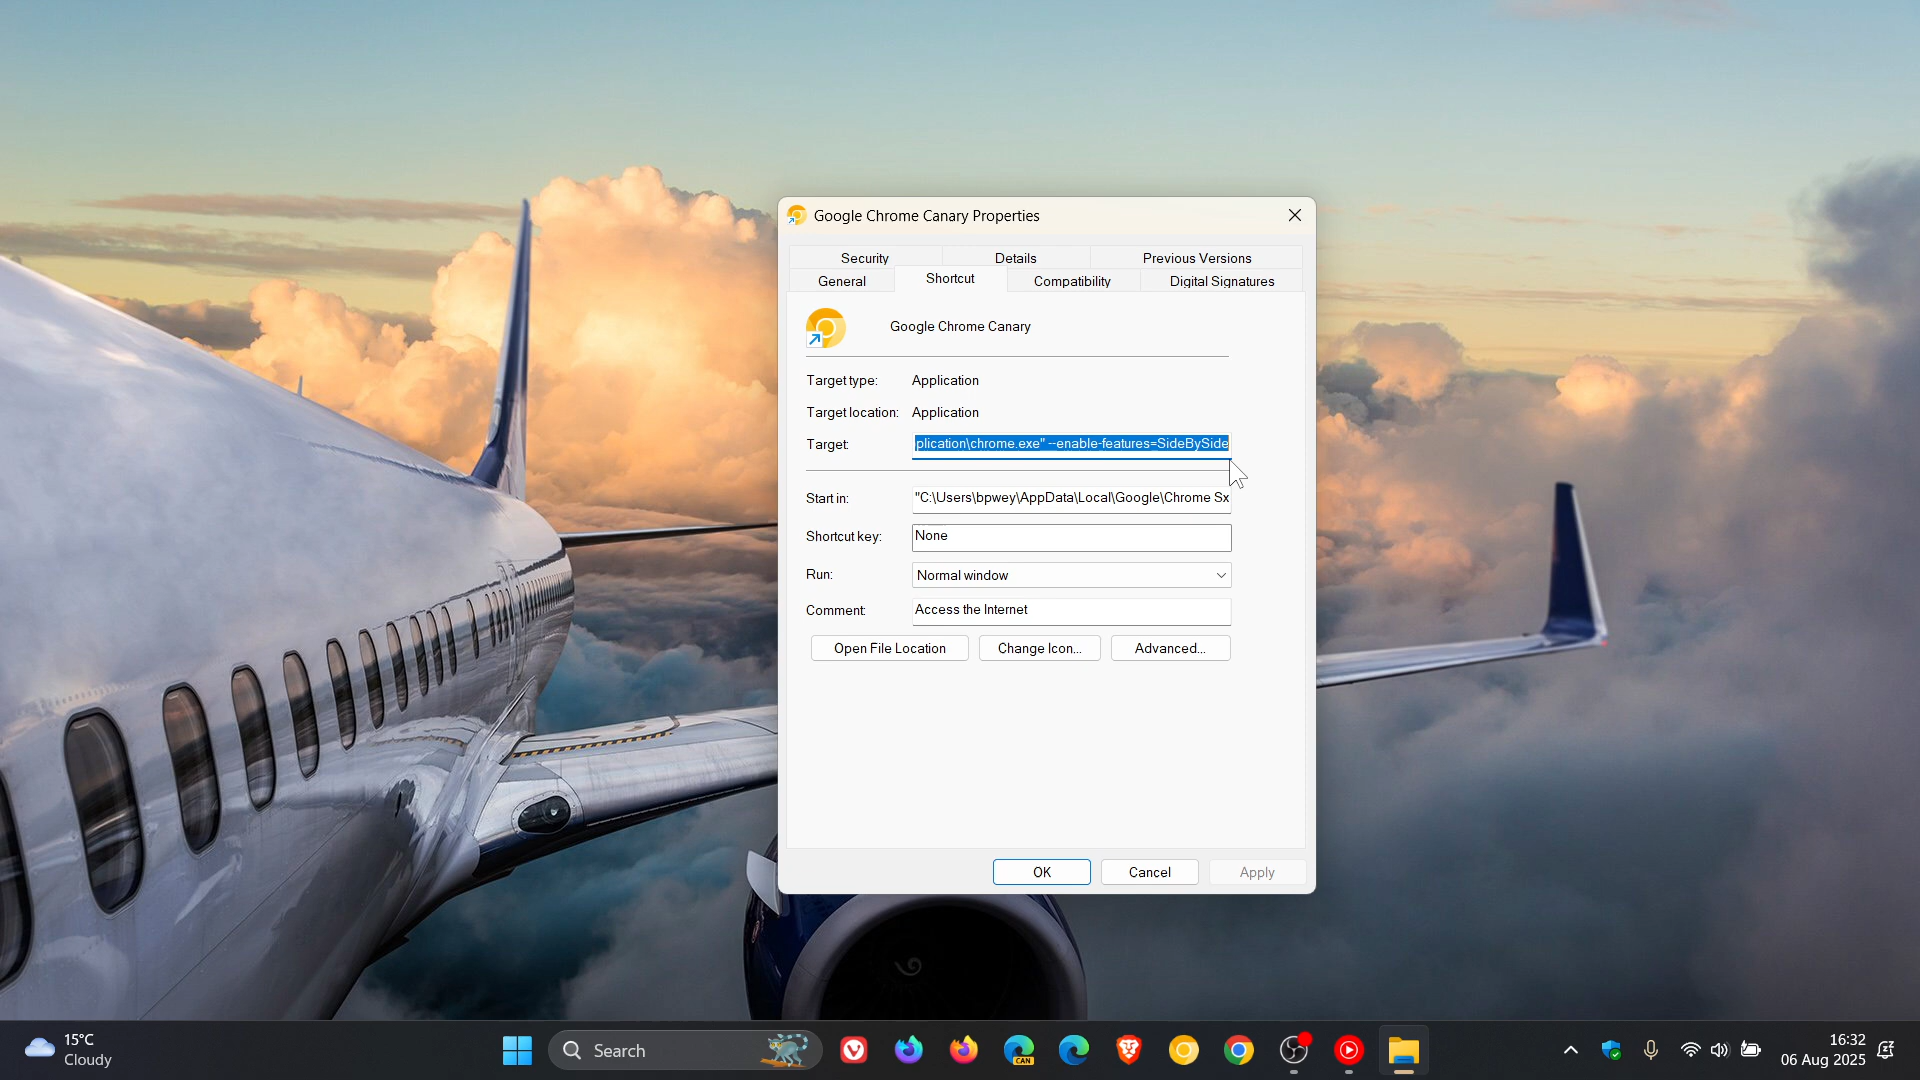 Google Chrome Canary Properties
Security Details Previous Versions
General Shortcut Compatibility Digital Signatures
Google Chrome Canary
Target type: Application
Target location: Application
Target: plication\chrome.exe" --enable-features=SideBySide
Start in: "C:\Users\bpwey\AppData\Local\Google\Chrome Sx
Shortcut key: None
Run: Normal window
Comment: Access the Internet
Open File Location Change Icon... Advanced...
OK Cancel Apply
15°C
Cloudy
Search
CAN
16:32
06 Aug 2025